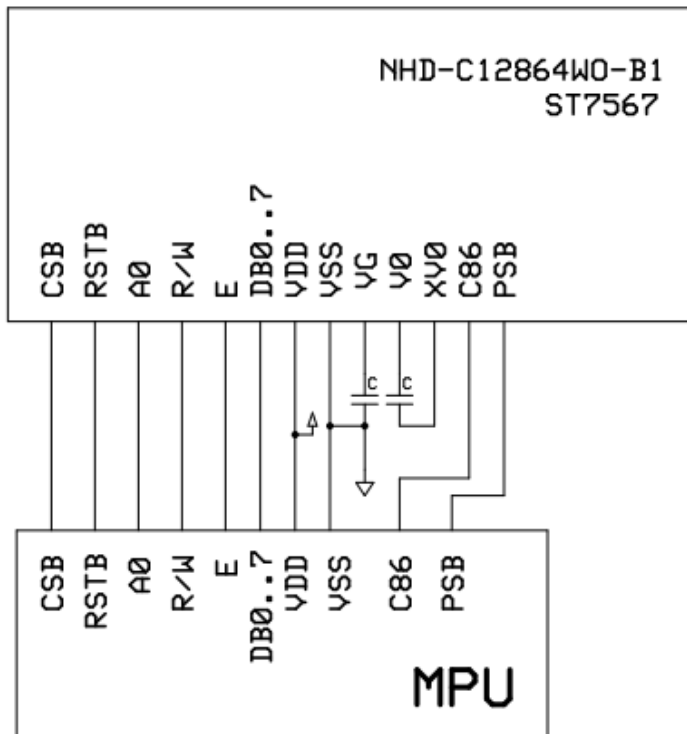 NHD-C12864WO-B1
ST7567
CSB
RSTB
A0
R/W
E
DB0..7
VDD
VSS
VG
V0
XV0
C86
PSB
C
C
CSB
RSTB
A0
R/W
E
DB0..7
VDD
VSS
C86
PSB
MPU